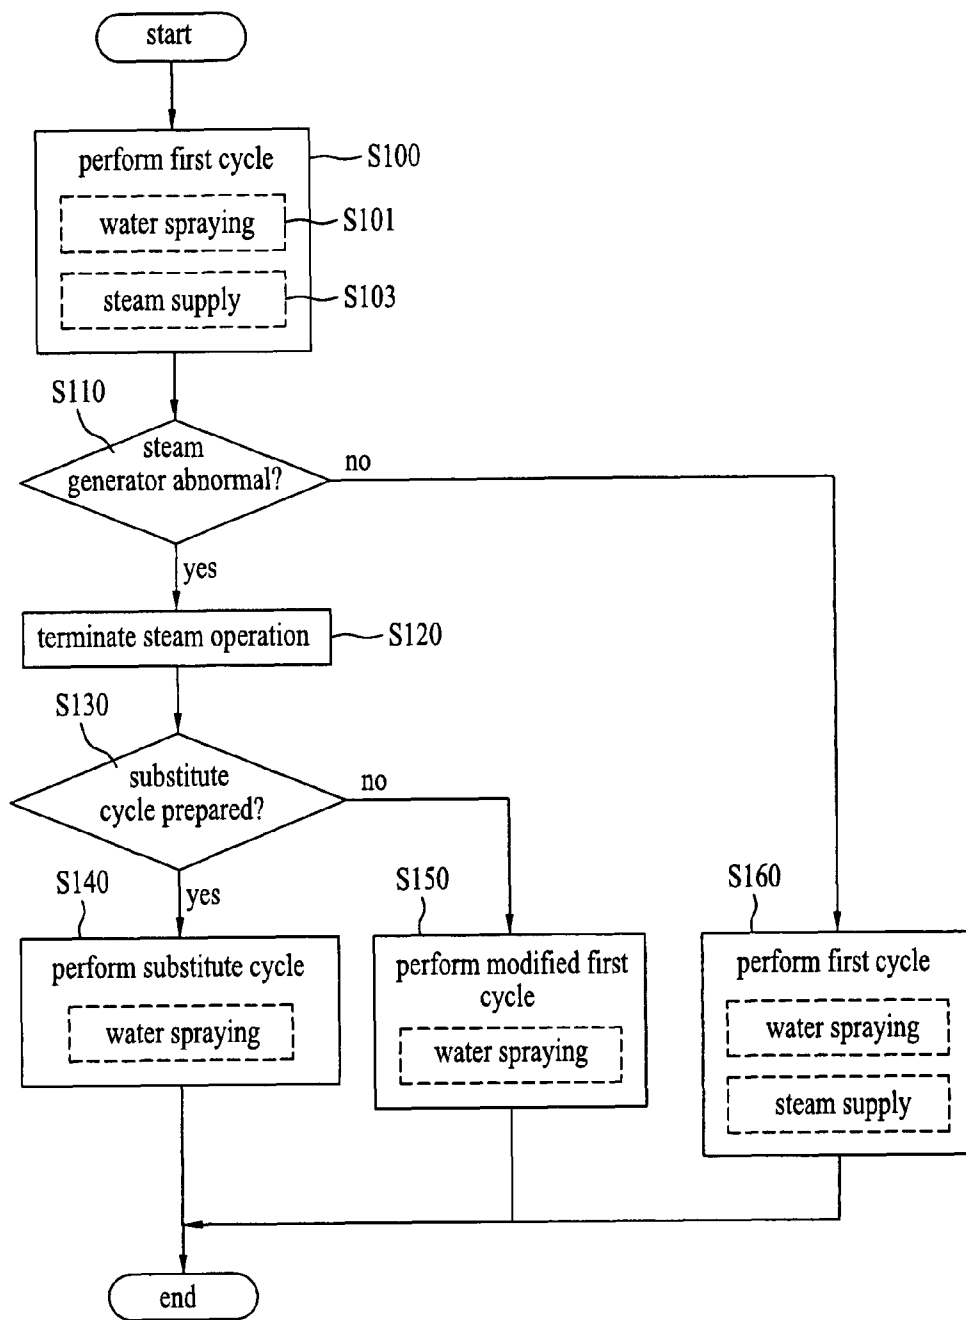 start
perform first cycle
S100
water spraying
S101
steam supply
S103
S110
steam
generator abnormal?
no
yes
terminate steam operation
S120
S130
substitute
cycle prepared?
no
yes
S140
perform substitute cycle
water spraying
S150
perform modified first
cycle
water spraying
S160
perform first cycle
water spraying
steam supply
end